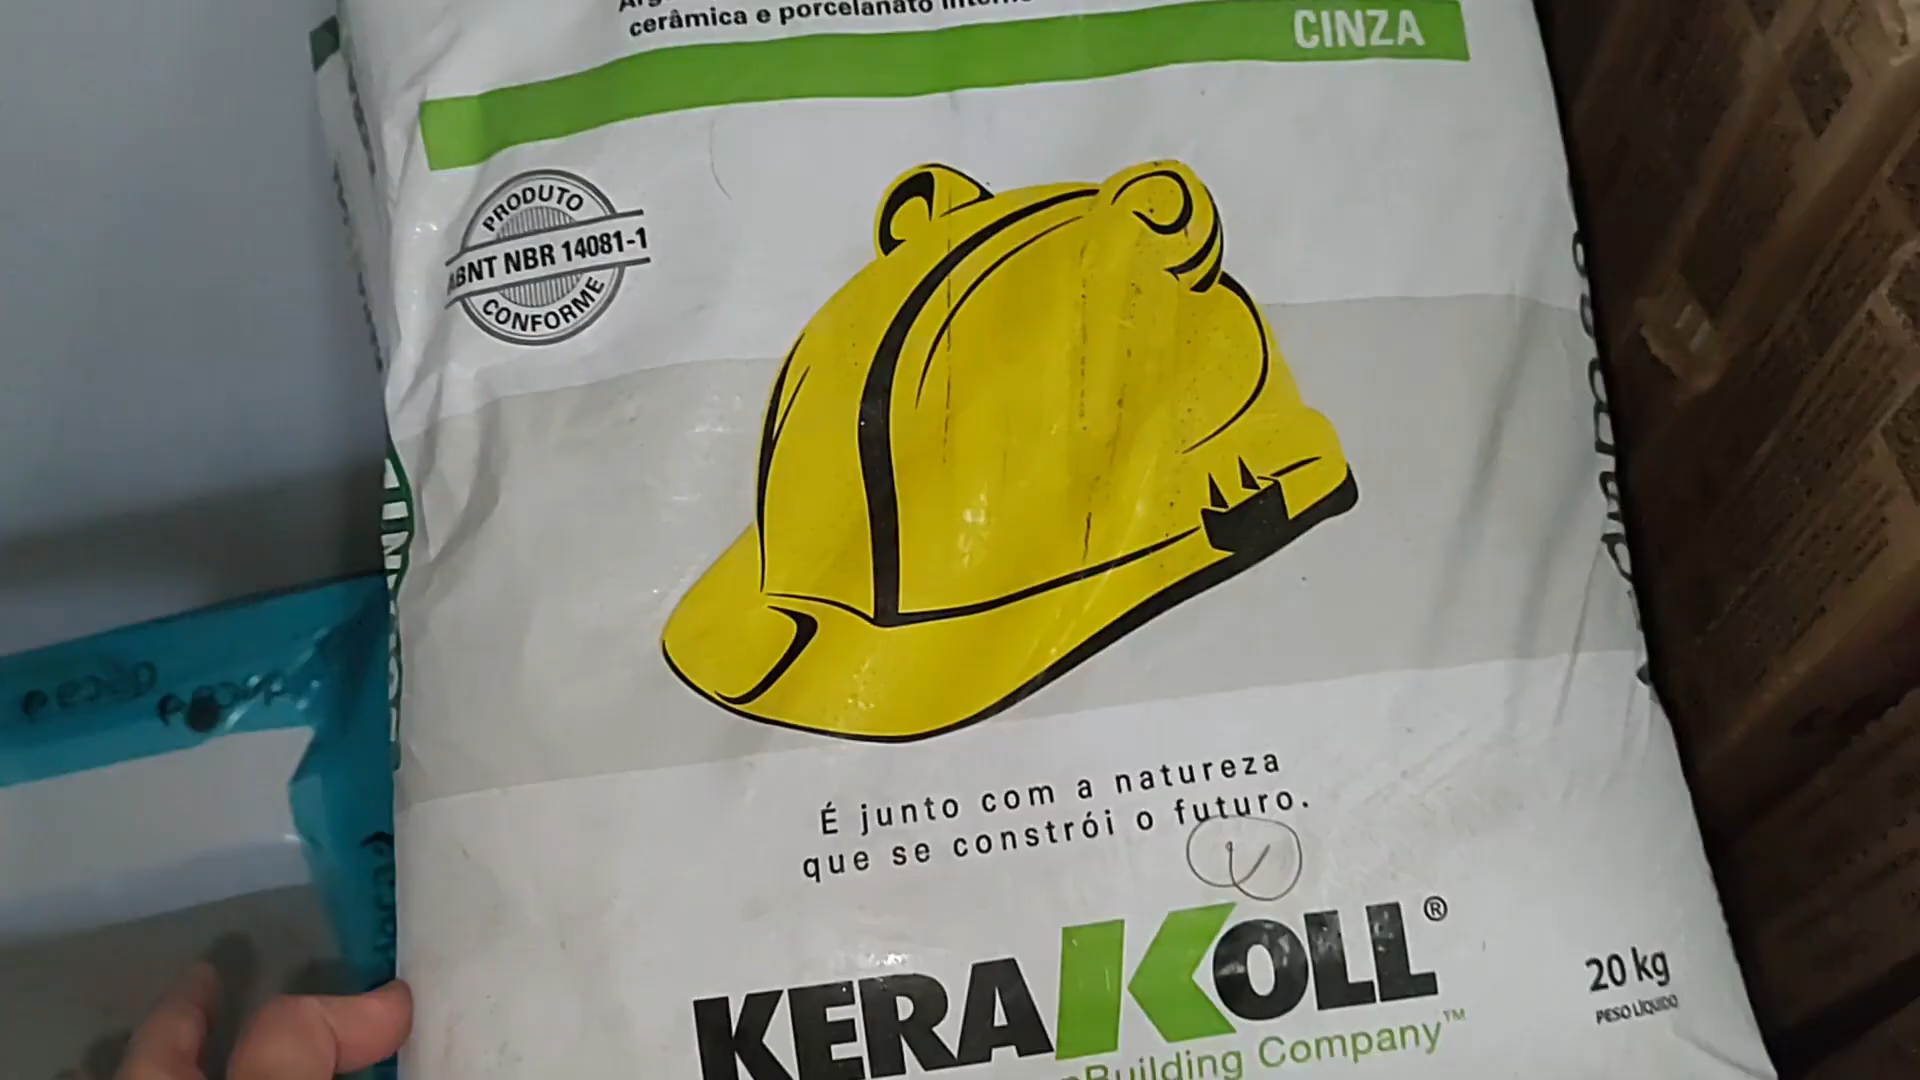 cerâmica e porcelanato
CINZA
PRODUTO
ABNT NBR 14081-1
CONFORME
É junto com a natureza
que se constrói o futuro.
KERAKOLL®
Building Company™
20 kg
PESO LÍQUIDO